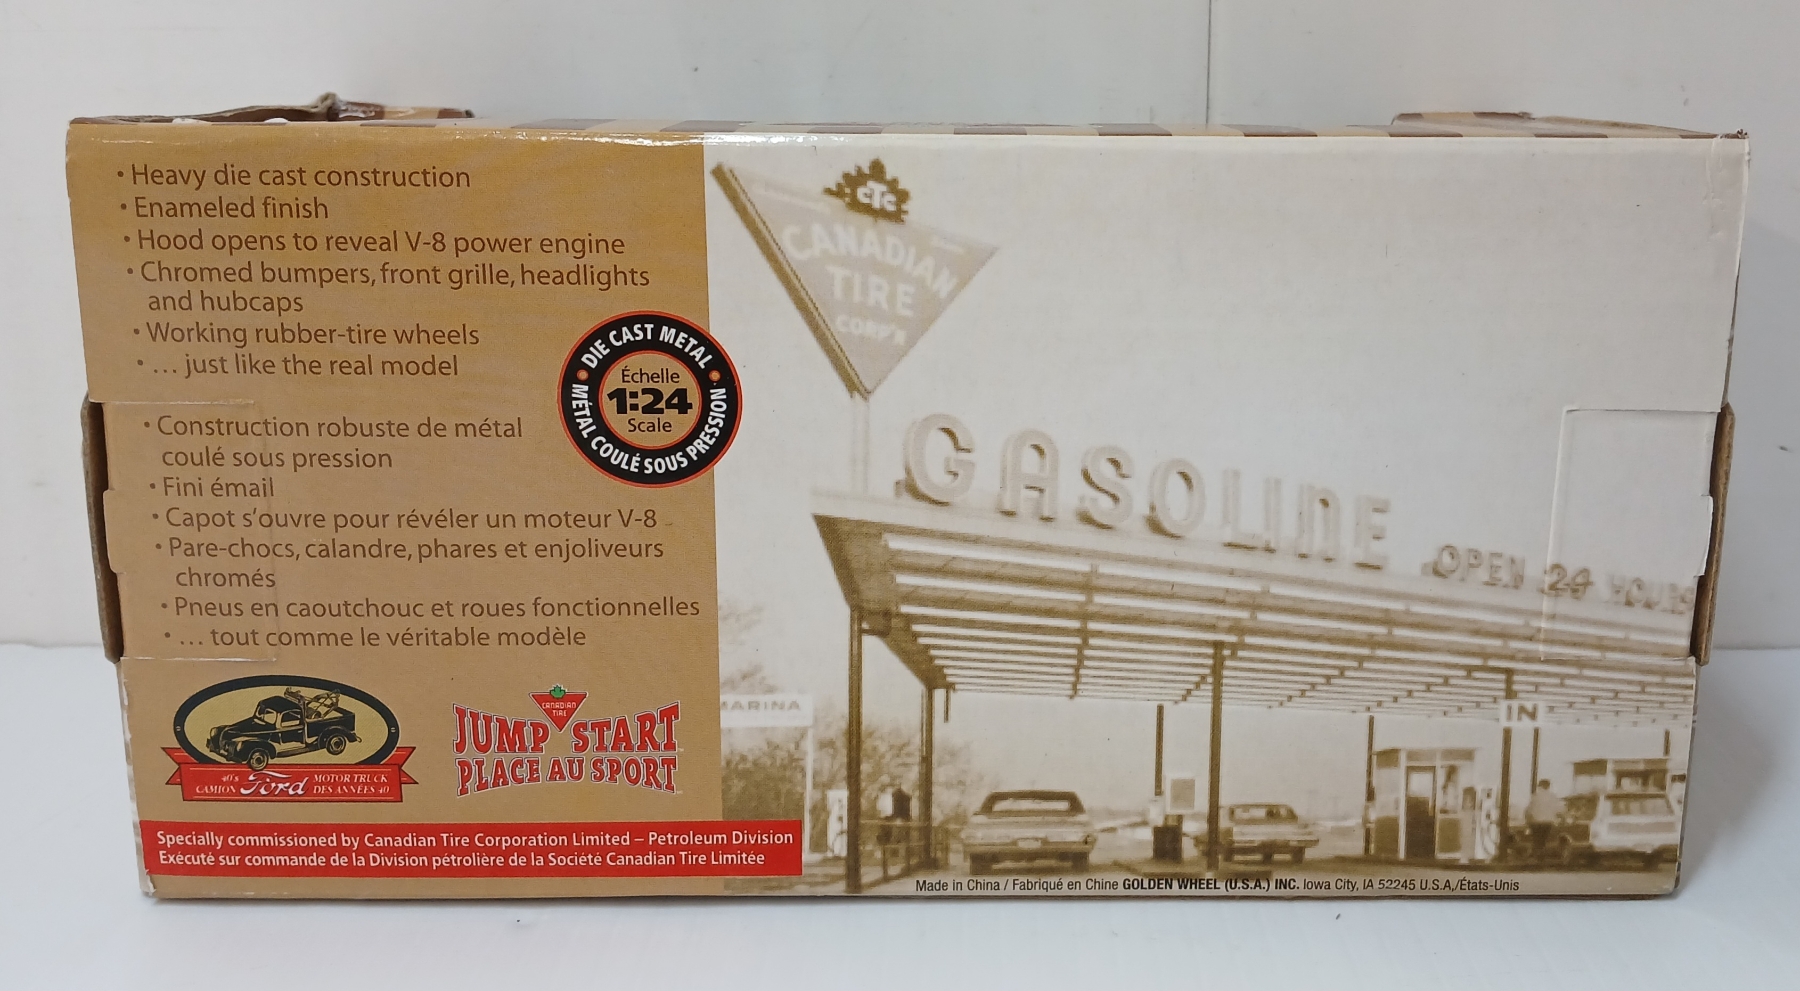 • Heavy die cast construction
• Enameled finish
• Hood opens to reveal V-8 power engine
• Chromed bumpers, front grille, headlights
and hubcaps
• Working rubber-tire wheels
• ... just like the real model
• Construction robuste de métal
coulé sous pression
• Fini émail
• Capot s'ouvre pour révéler un moteur V-8
• Pare-chocs, calandre, phares et enjoliveurs
chromés
• Pneus en caoutchouc et roues fonctionnelles
• ... tout comme le véritable modèle
• DIE CAST METAL •
MÉTAL COULÉ SOUS PRESSION
Échelle
1:24
Scale
40's
CAMION
Ford
MOTOR TRUCK
DES ANNÉES 40
CANADIAN
TIRE
JUMP START
PLACE AU SPORT
Specially commissioned by Canadian Tire Corporation Limited – Petroleum Division
Exécuté sur commande de la Division pétrolière de la Société Canadian Tire Limitée
CTC
CANADIAN
TIRE
CORP'N
GASOLINE
OPEN 24 HOURS
MARINA
IN
Made in China / Fabriqué en Chine GOLDEN WHEEL (U.S.A.) INC. Iowa City, IA 52245 U.S.A./États-Unis